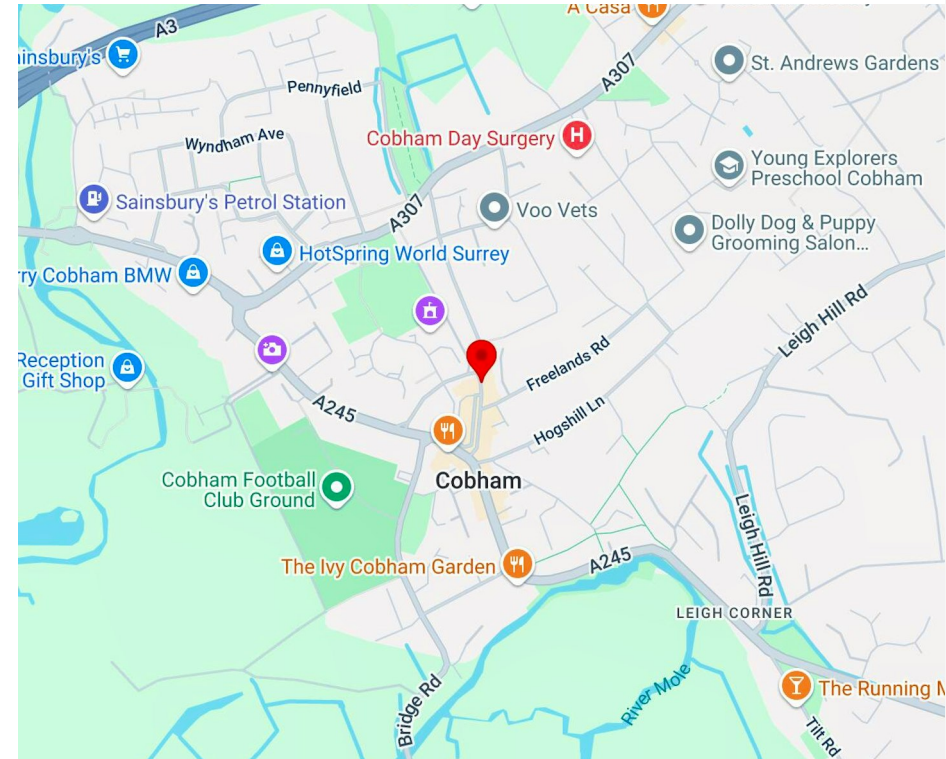 A3
A Casa
insbury's
A307
St. Andrews Gardens
Pennyfield
Wyndham Ave
Cobham Day Surgery
H
Young Explorers
Preschool Cobham
Sainsbury's Petrol Station
A307
Voo Vets
Dolly Dog & Puppy
Grooming Salon...
HotSpring World Surrey
ry Cobham BMW
Leigh Hill Rd
Reception
Gift Shop
Freelands Rd
A245
Hogshill Ln
Cobham
Cobham Football
Club Ground
Leigh Hill Rd
The Ivy Cobham Garden
A245
LEIGH CORNER
River Mole
Bridge Rd
The Running
Tilt Rd